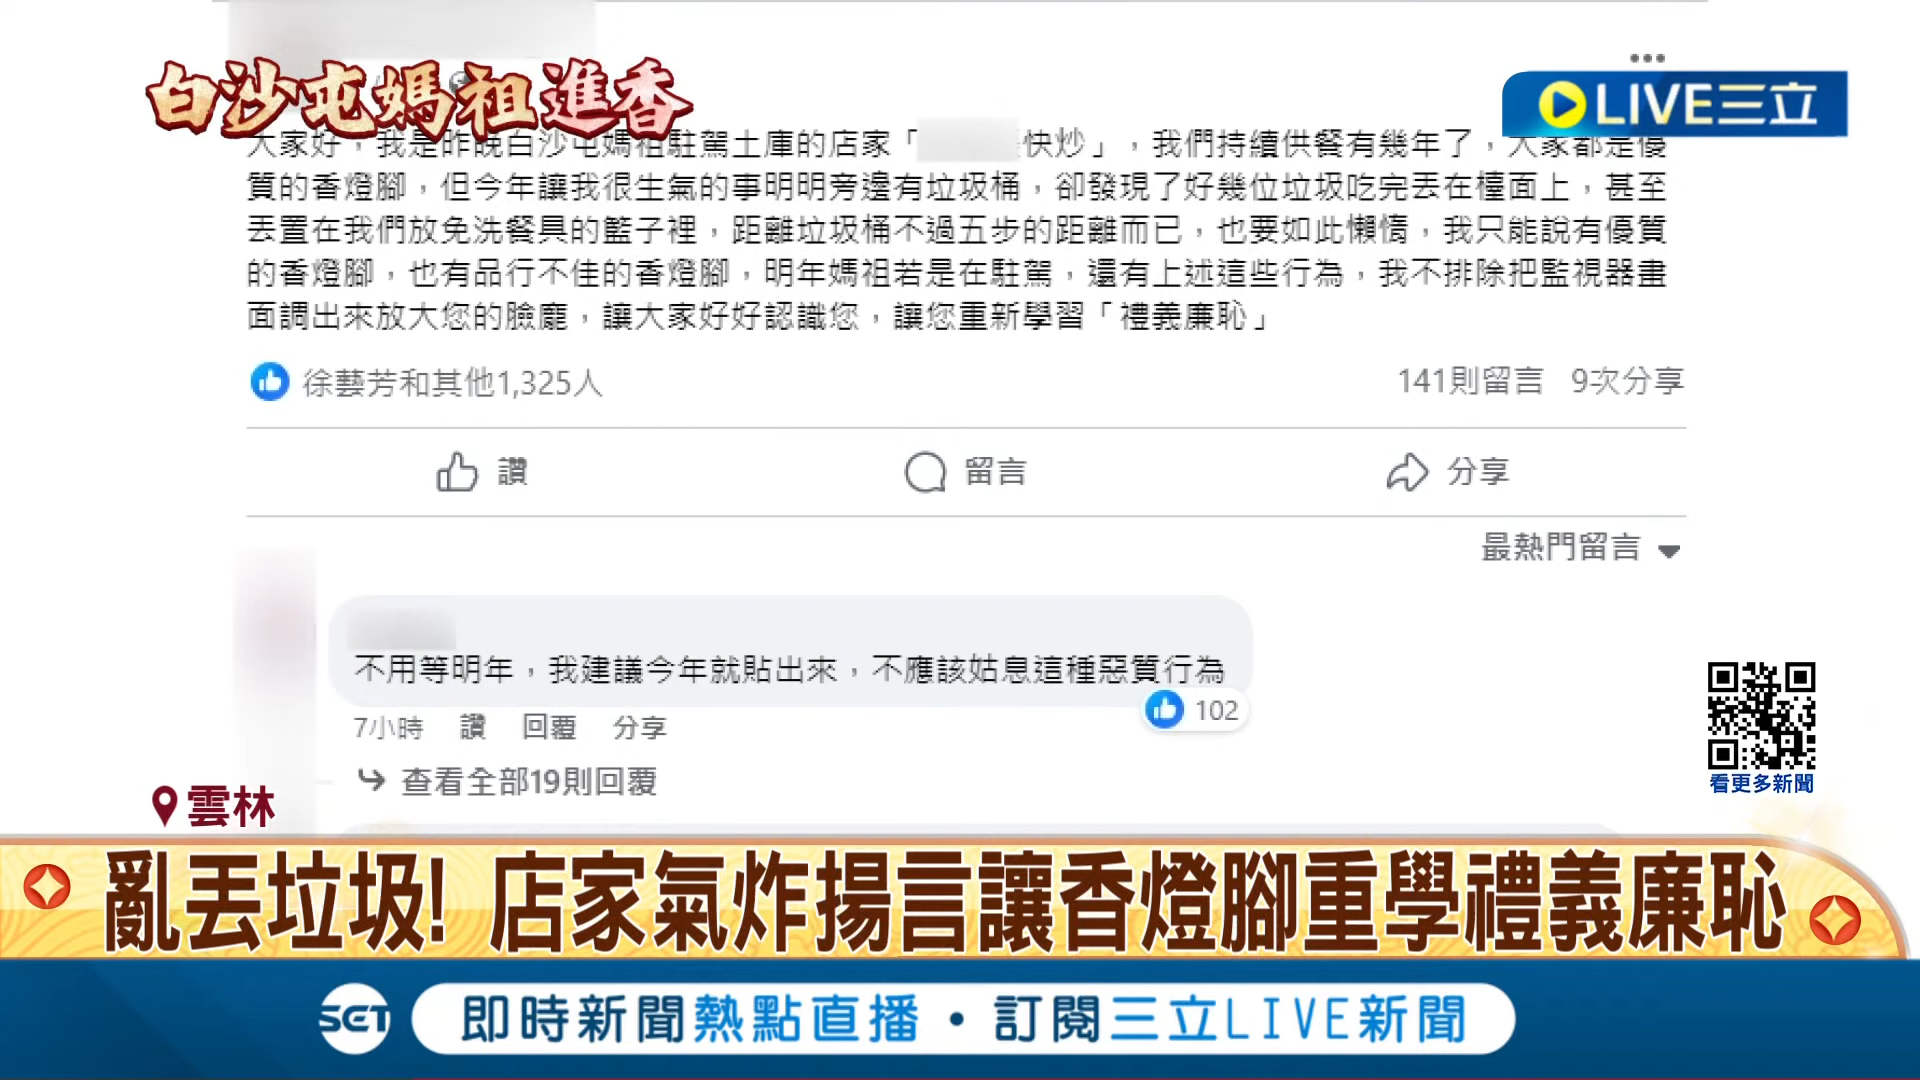 白沙屯媽祖進香
LIVE三立
大家好，我是昨晚白沙屯媽祖駐駕土庫的店家「快炒」，我們持續供餐有幾年了，大家都是優
質的香燈腳，但今年讓我很生氣的事明明旁邊有垃圾桶，卻發現了好幾位垃圾吃完丟在檯面上，甚至
丟置在我們放免洗餐具的籃子裡，距離垃圾桶不過五步的距離而已，也要如此懶惰，我只能說有優質
的香燈腳，也有品行不佳的香燈腳，明年媽祖若是在駐駕，還有上述這些行為，我不排除把監視器畫
面調出來放大您的臉龐，讓大家好好認識您，讓您重新學習「禮義廉恥」
徐藝芳和其他1,325人
141則留言 9次分享
讚 留言 分享
最熱門留言
不用等明年，我建議今年就貼出來，不應該姑息這種惡質行為
102
7小時 讚 回覆 分享
查看全部19則回覆
看更多新聞
雲林
亂丟垃圾! 店家氣炸揚言讓香燈腳重學禮義廉恥
SET 即時新聞熱點直播・訂閱三立LIVE新聞